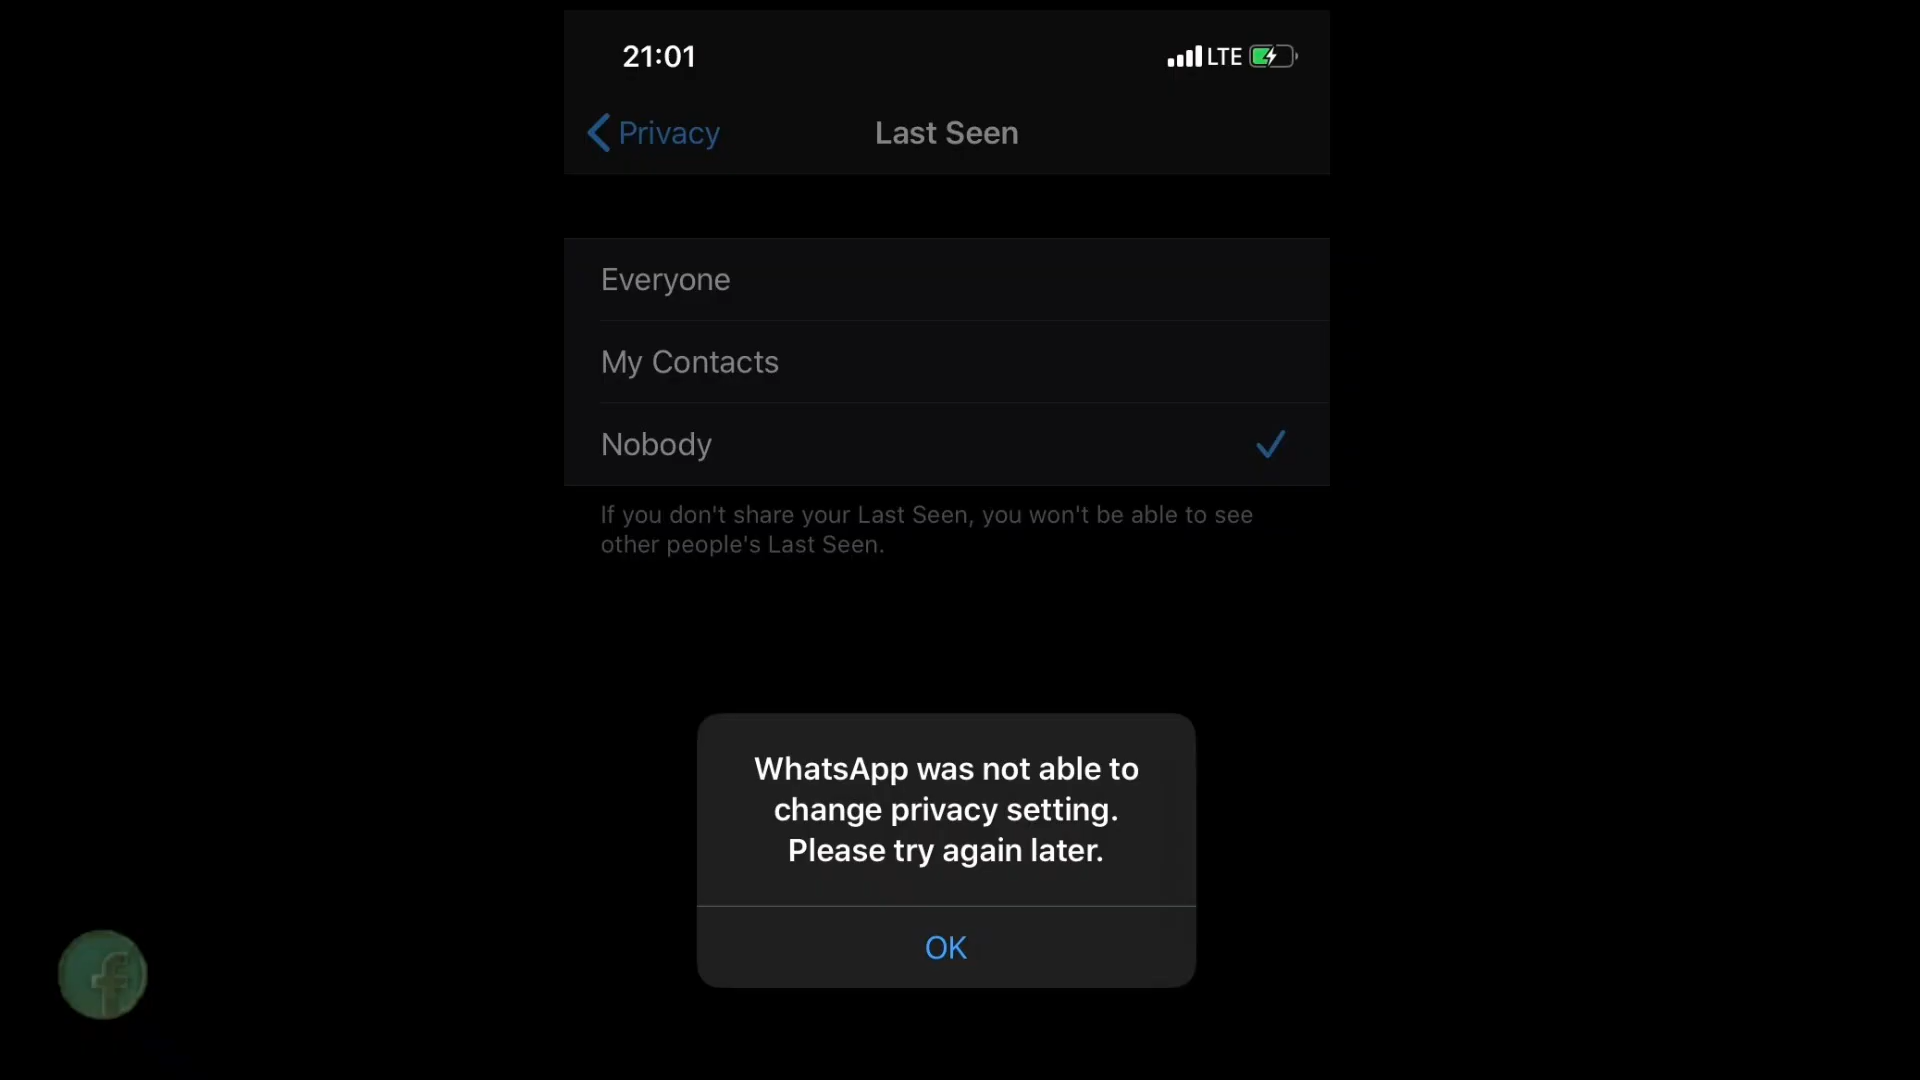 21:01
LTE
Privacy
Last Seen
Everyone
My Contacts
Nobody
If you don't share your Last Seen, you won't be able to see
other people's Last Seen.
WhatsApp was not able to
change privacy setting.
Please try again later.
OK
f